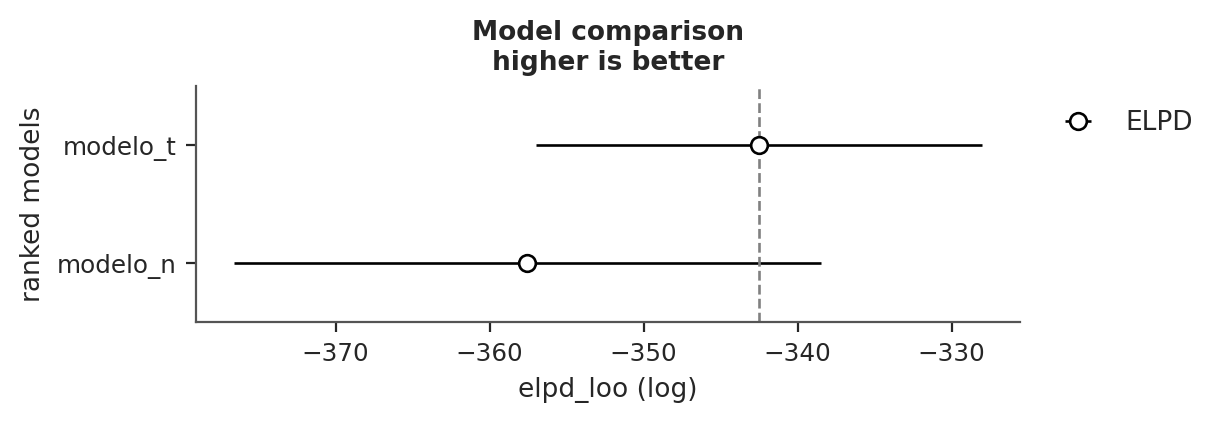 Model comparison
higher is better
ELPD
ranked models
modelo_t
modelo_n
−370 −360 −350 −340 −330
elpd_loo (log)